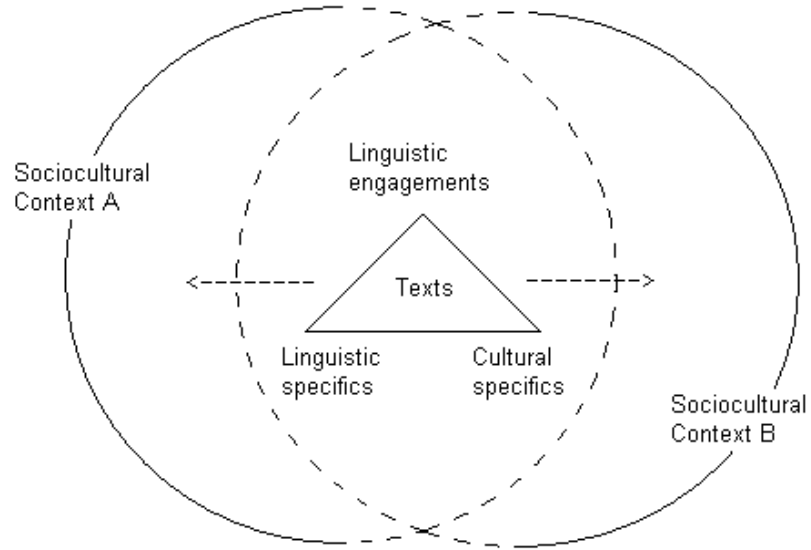 Linguistic
engagements
Sociocultural
Context A
Texts
Linguistic
specifics
Cultural
specifics
Sociocultural
Context B